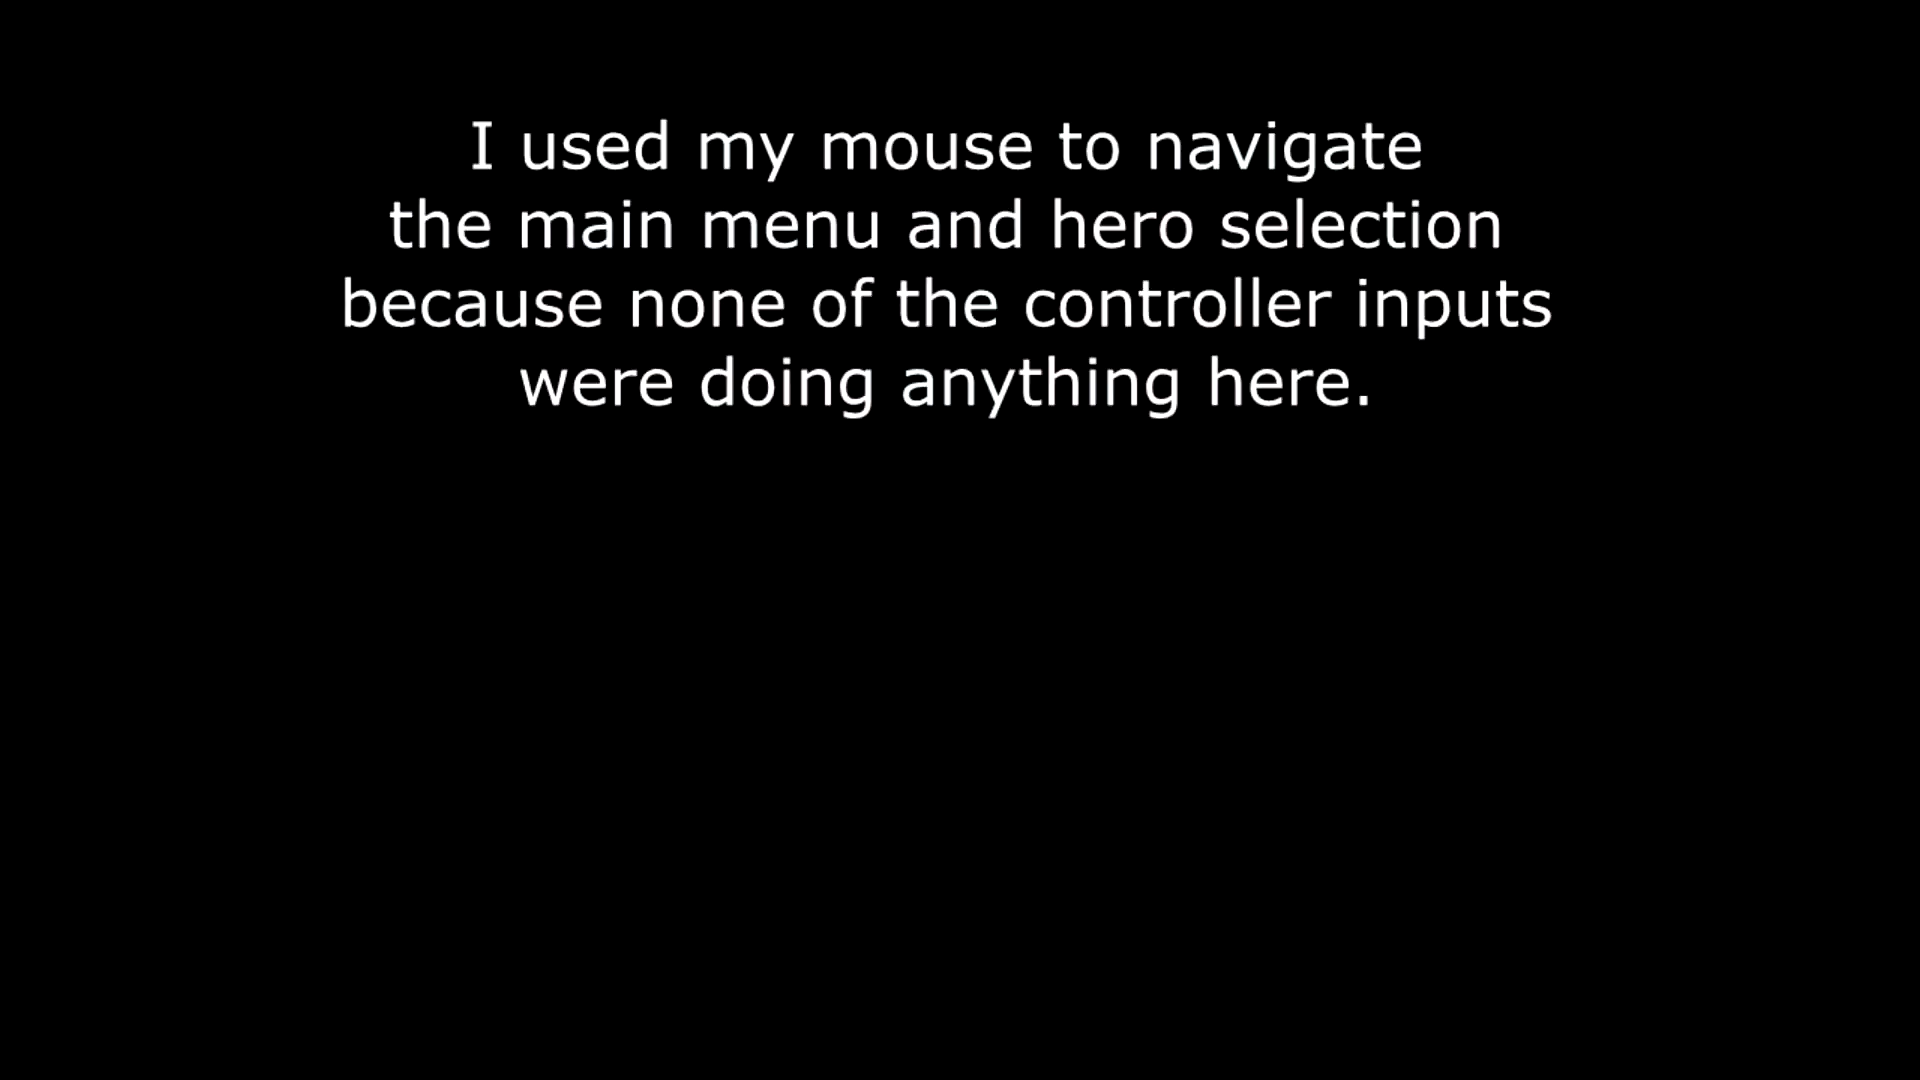 I used my mouse to navigate
the main menu and hero selection
because none of the controller inputs
were doing anything here.